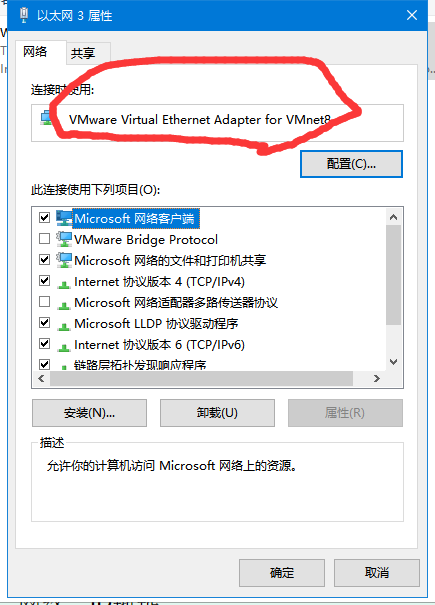 以太网 3 属性
网络
共享
连接时使用:
VMware Virtual Ethernet Adapter for VMnet8
配置(C)...
此连接使用下列项目(O):
Microsoft 网络客户端
VMware Bridge Protocol
Microsoft 网络的文件和打印机共享
Internet 协议版本 4 (TCP/IPv4)
Microsoft 网络适配器多路传送器协议
Microsoft LLDP 协议驱动程序
Internet 协议版本 6 (TCP/IPv6)
链路层拓扑发现响应程序
安装(N)...
卸载(U)
属性(R)
描述
允许你的计算机访问 Microsoft 网络上的资源。
确定
取消